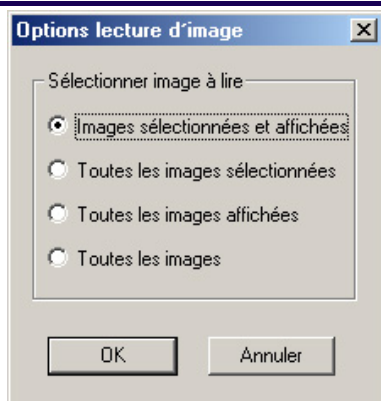 Options lecture d'image
Sélectionner image à lire
Images sélectionnées et affichées
Toutes les images sélectionnées
Toutes les images affichées
Toutes les images
OK
Annuler